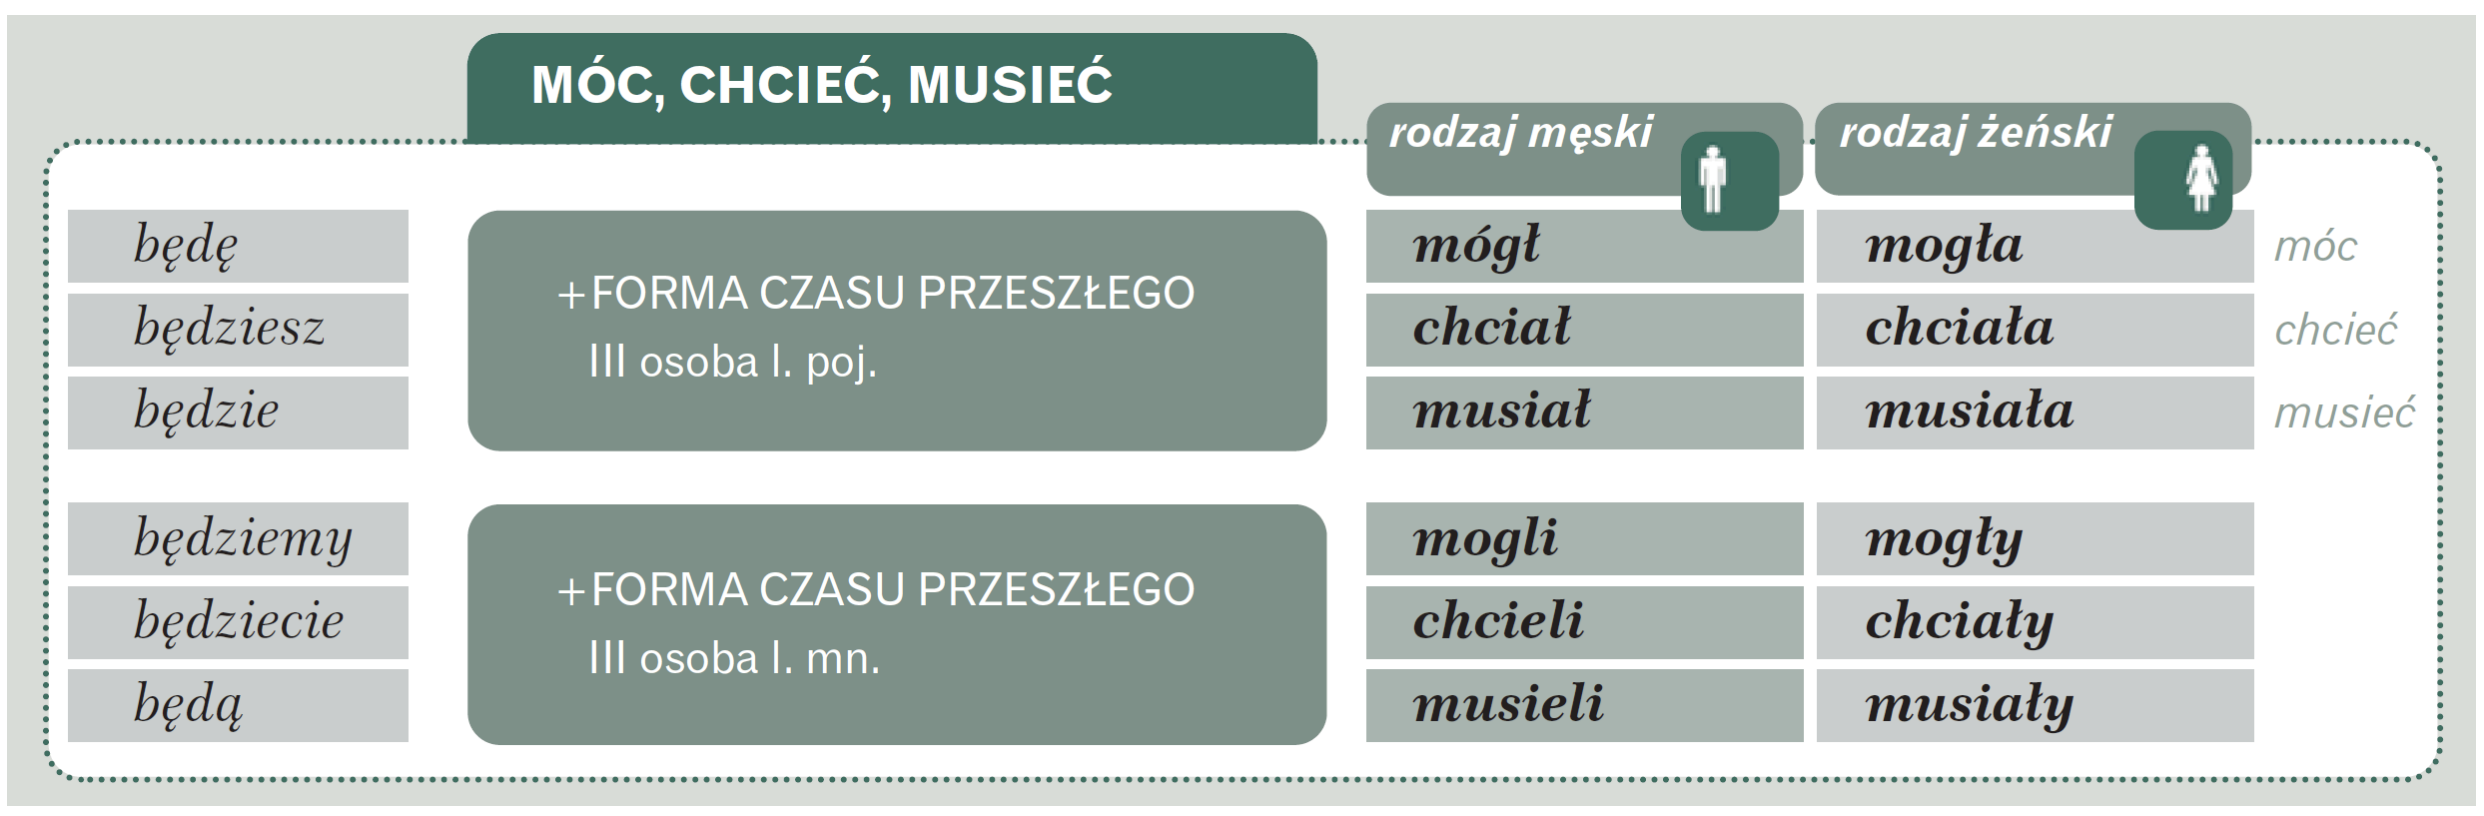 MÓC, CHCIEĆ, MUSIEĆ
rodzaj męski
rodzaj żeński
będę
będziesz
będzie
+FORMA CZASU PRZESZŁEGO
III osoba l. poj.
mógł mogła móc
chciał chciała chcieć
musiał musiała musieć
będziemy
będziecie
będą
+FORMA CZASU PRZESZŁEGO
III osoba l. mn.
mogli mogły
chcieli chciały
musieli musiały